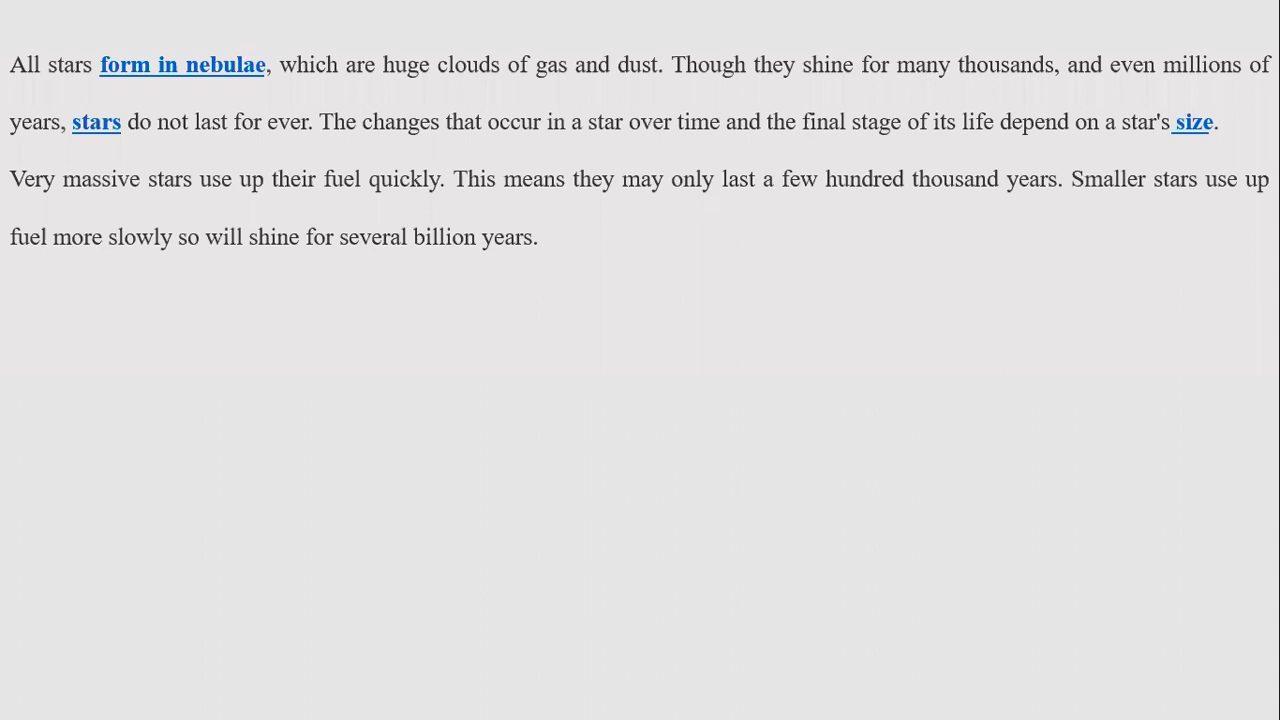 All stars form in nebulae, which are huge clouds of gas and dust. Though they shine for many thousands, and even millions of
years, stars do not last for ever. The changes that occur in a star over time and the final stage of its life depend on a star's size.
Very massive stars use up their fuel quickly. This means they may only last a few hundred thousand years. Smaller stars use up
fuel more slowly so will shine for several billion years.